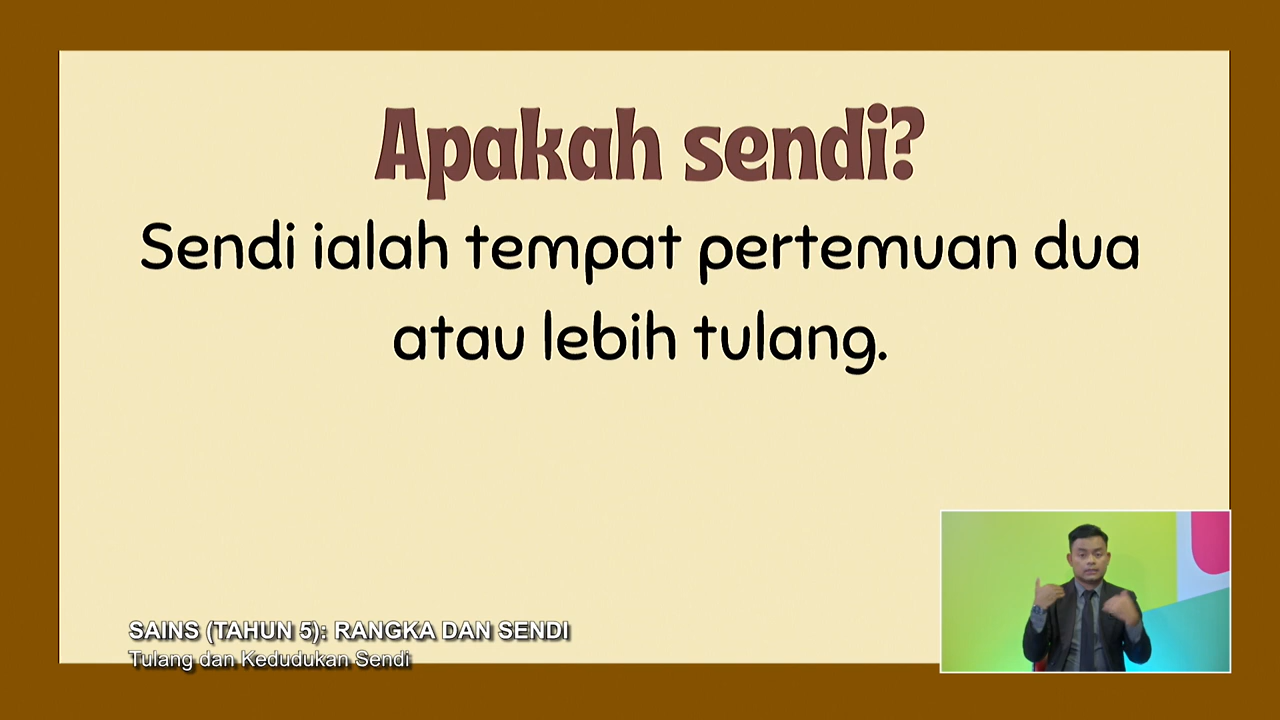 Apakah sendi?
Sendi ialah tempat pertemuan dua
atau lebih tulang.
SAINS (TAHUN 5): RANGKA DAN SENDI
Tulang dan Kedudukan Sendi